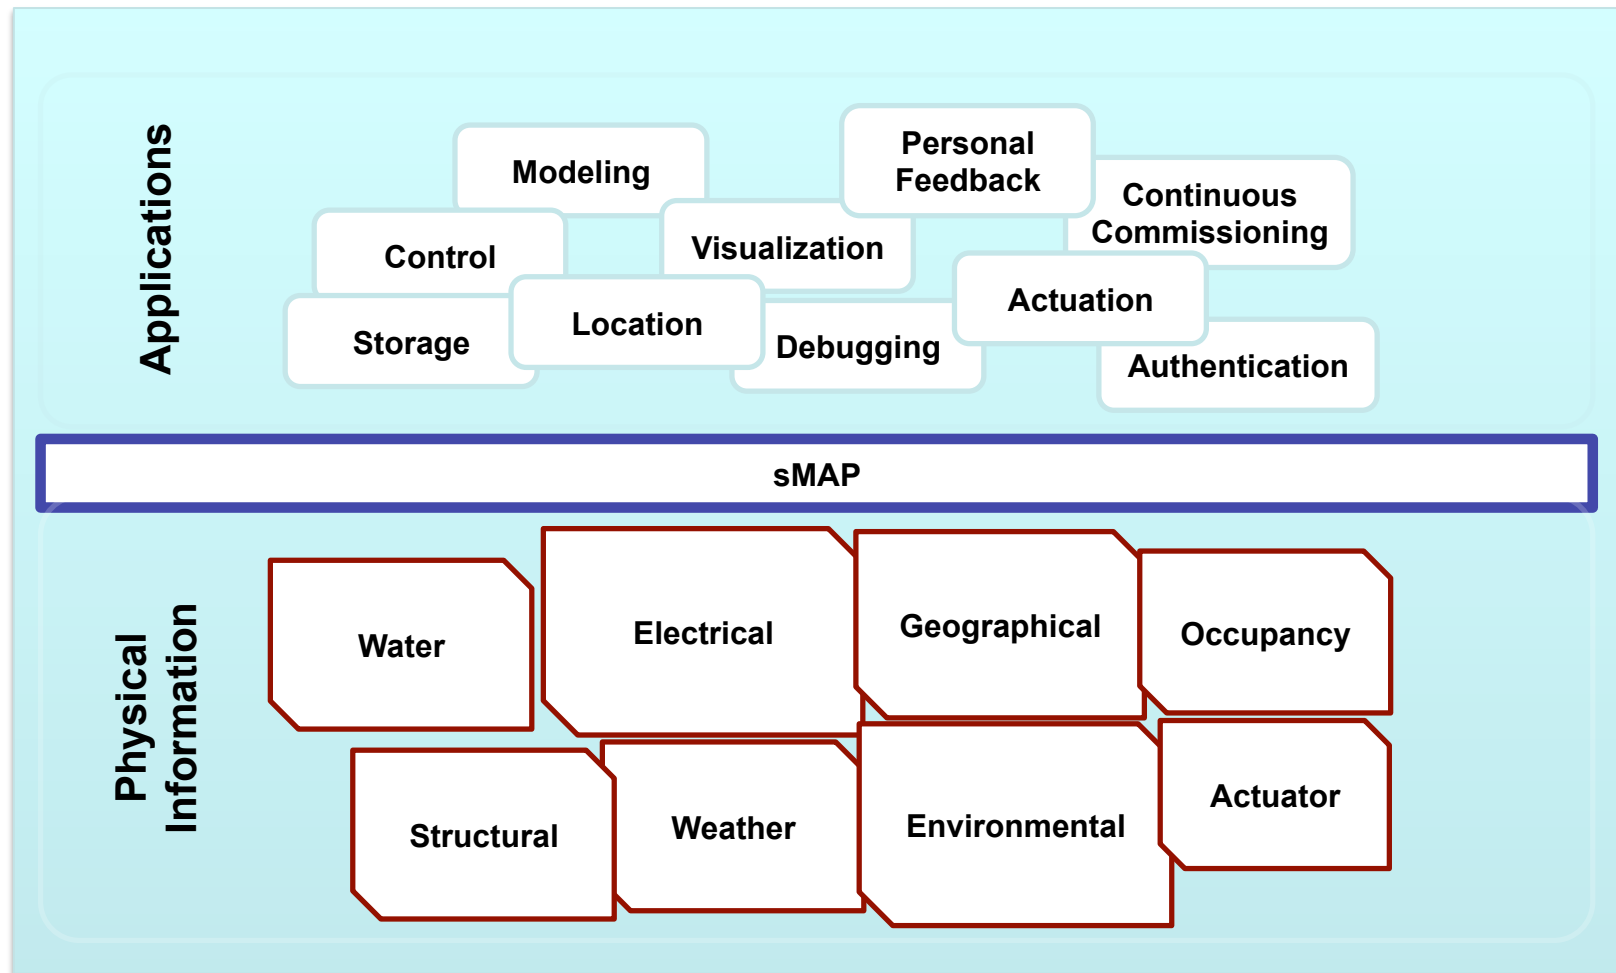 Applications
Modeling
Personal
Feedback
Continuous
Commissioning
Control
Visualization
Storage
Location
Debugging
Actuation
Authentication
sMAP
Physical
Information
Water
Electrical
Geographical
Occupancy
Structural
Weather
Environmental
Actuator